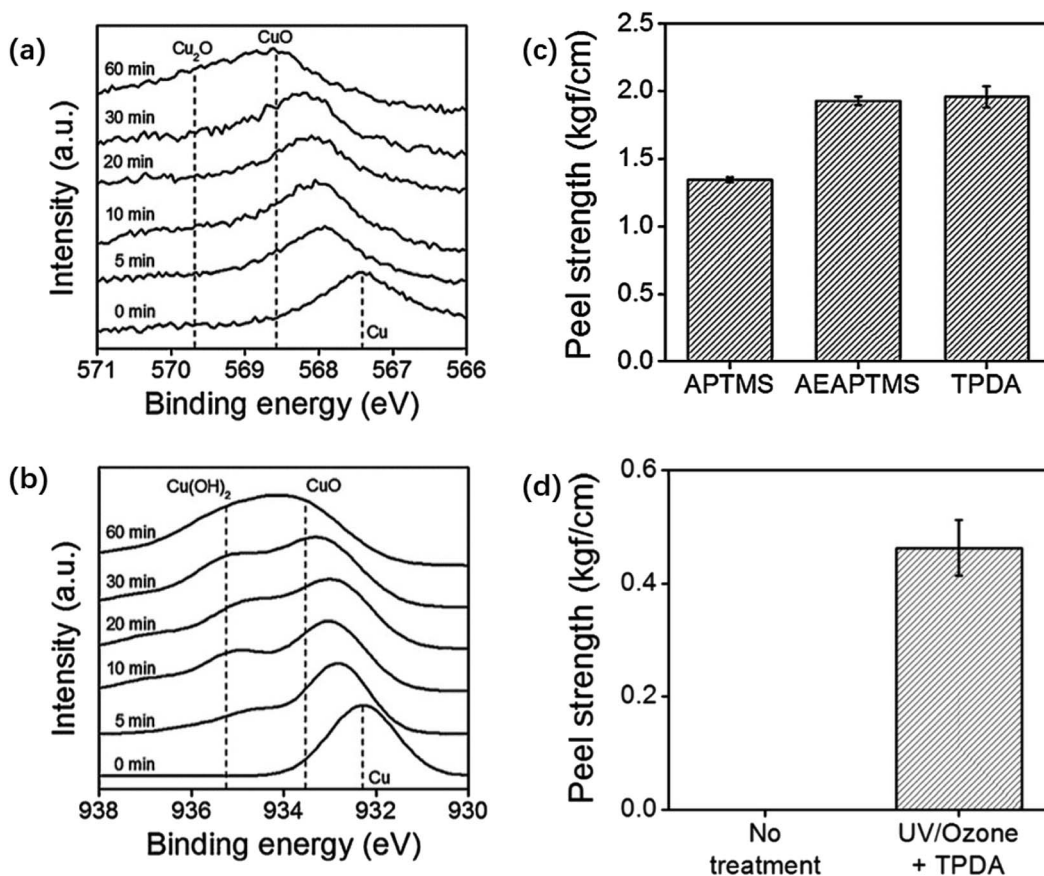 (a)
Cu₂O
CuO
60 min
30 min
20 min
10 min
5 min
0 min
Cu
Intensity (a.u.)
571 570 569 568 567 566
Binding energy (eV)
(b)
Cu(OH)₂
CuO
60 min
30 min
20 min
10 min
5 min
0 min
Cu
Intensity (a.u.)
938 936 934 932 930
Binding energy (eV)
(c)
Peel strength (kgf/cm)
2.5
2.0
1.5
1.0
0.5
0.0
APTMS AEAPTMS TPDA
(d)
Peel strength (kgf/cm)
0.6
0.4
0.2
0.0
No
treatment
UV/Ozone
+ TPDA